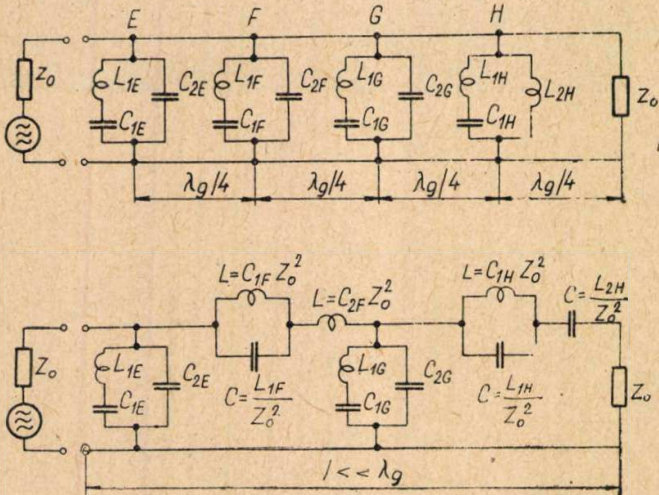 E F G H
Z₀ L₁E C₂E L₁F C₂F L₁G C₂G L₁H L₂H Z₀
C₁E C₁F C₁G C₁H
λg/4 λg/4 λg/4 λg/4
L=C₁F Z₀² L=C₂F Z₀² L=C₁H Z₀² C=L₂H/Z₀²
Z₀ L₁E C₂E C=L₁F/Z₀² L₁G C₂G C=L₁H/Z₀² Z₀
C₁E C₁G
l << λg